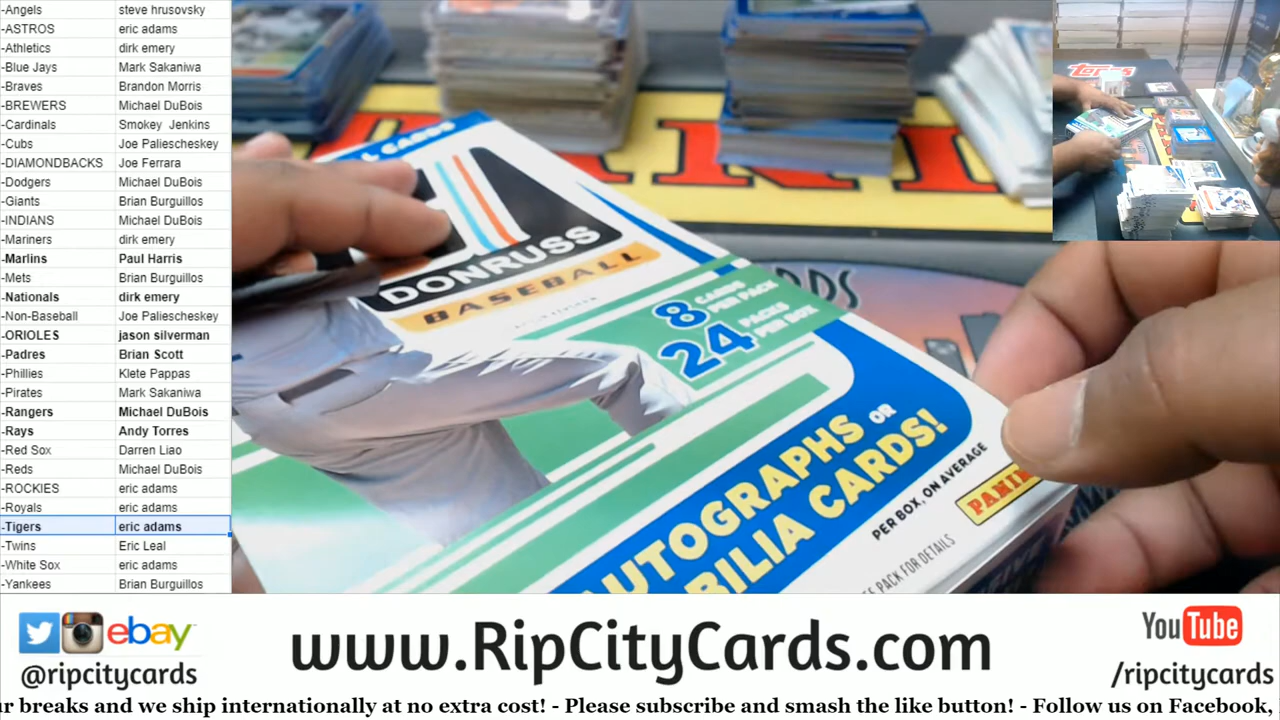 -Angels steve hrusovsky
-ASTROS eric adams
-Athletics dirk emery
-Blue Jays Mark Sakaniwa
-Braves Brandon Morris
-BREWERS Michael DuBois
-Cardinals Smokey Jenkins
-Cubs Joe Paliescheskey
-DIAMONDBACKS Joe Ferrara
-Dodgers Michael DuBois
-Giants Brian Burguillos
-INDIANS Michael DuBois
-Mariners dirk emery
-Marlins Paul Harris
-Mets Brian Burguillos
-Nationals dirk emery
-Non-Baseball Joe Paliescheskey
-ORIOLES jason silverman
-Padres Brian Scott
-Phillies Klete Pappas
-Pirates Mark Sakaniwa
-Rangers Michael DuBois
-Rays Andy Torres
-Red Sox Darren Liao
-Reds Michael DuBois
-ROCKIES eric adams
-Royals eric adams
-Tigers eric adams
-Twins Eric Leal
-White Sox eric adams
-Yankees Brian Burguillos
CARDS
DONRUSS
BASEBALL
8 CARDS PER PACK
24 PACKS PER BOX
AUTOGRAPHS OR
BILIA CARDS!
PER BOX, ON AVERAGE
PANINI
PACK FOR DETAILS
Topps
ebay
@ripcitycards
www.RipCityCards.com
YouTube
/ripcitycards
ur breaks and we ship internationally at no extra cost! - Please subscribe and smash the like button! - Follow us on Facebook,